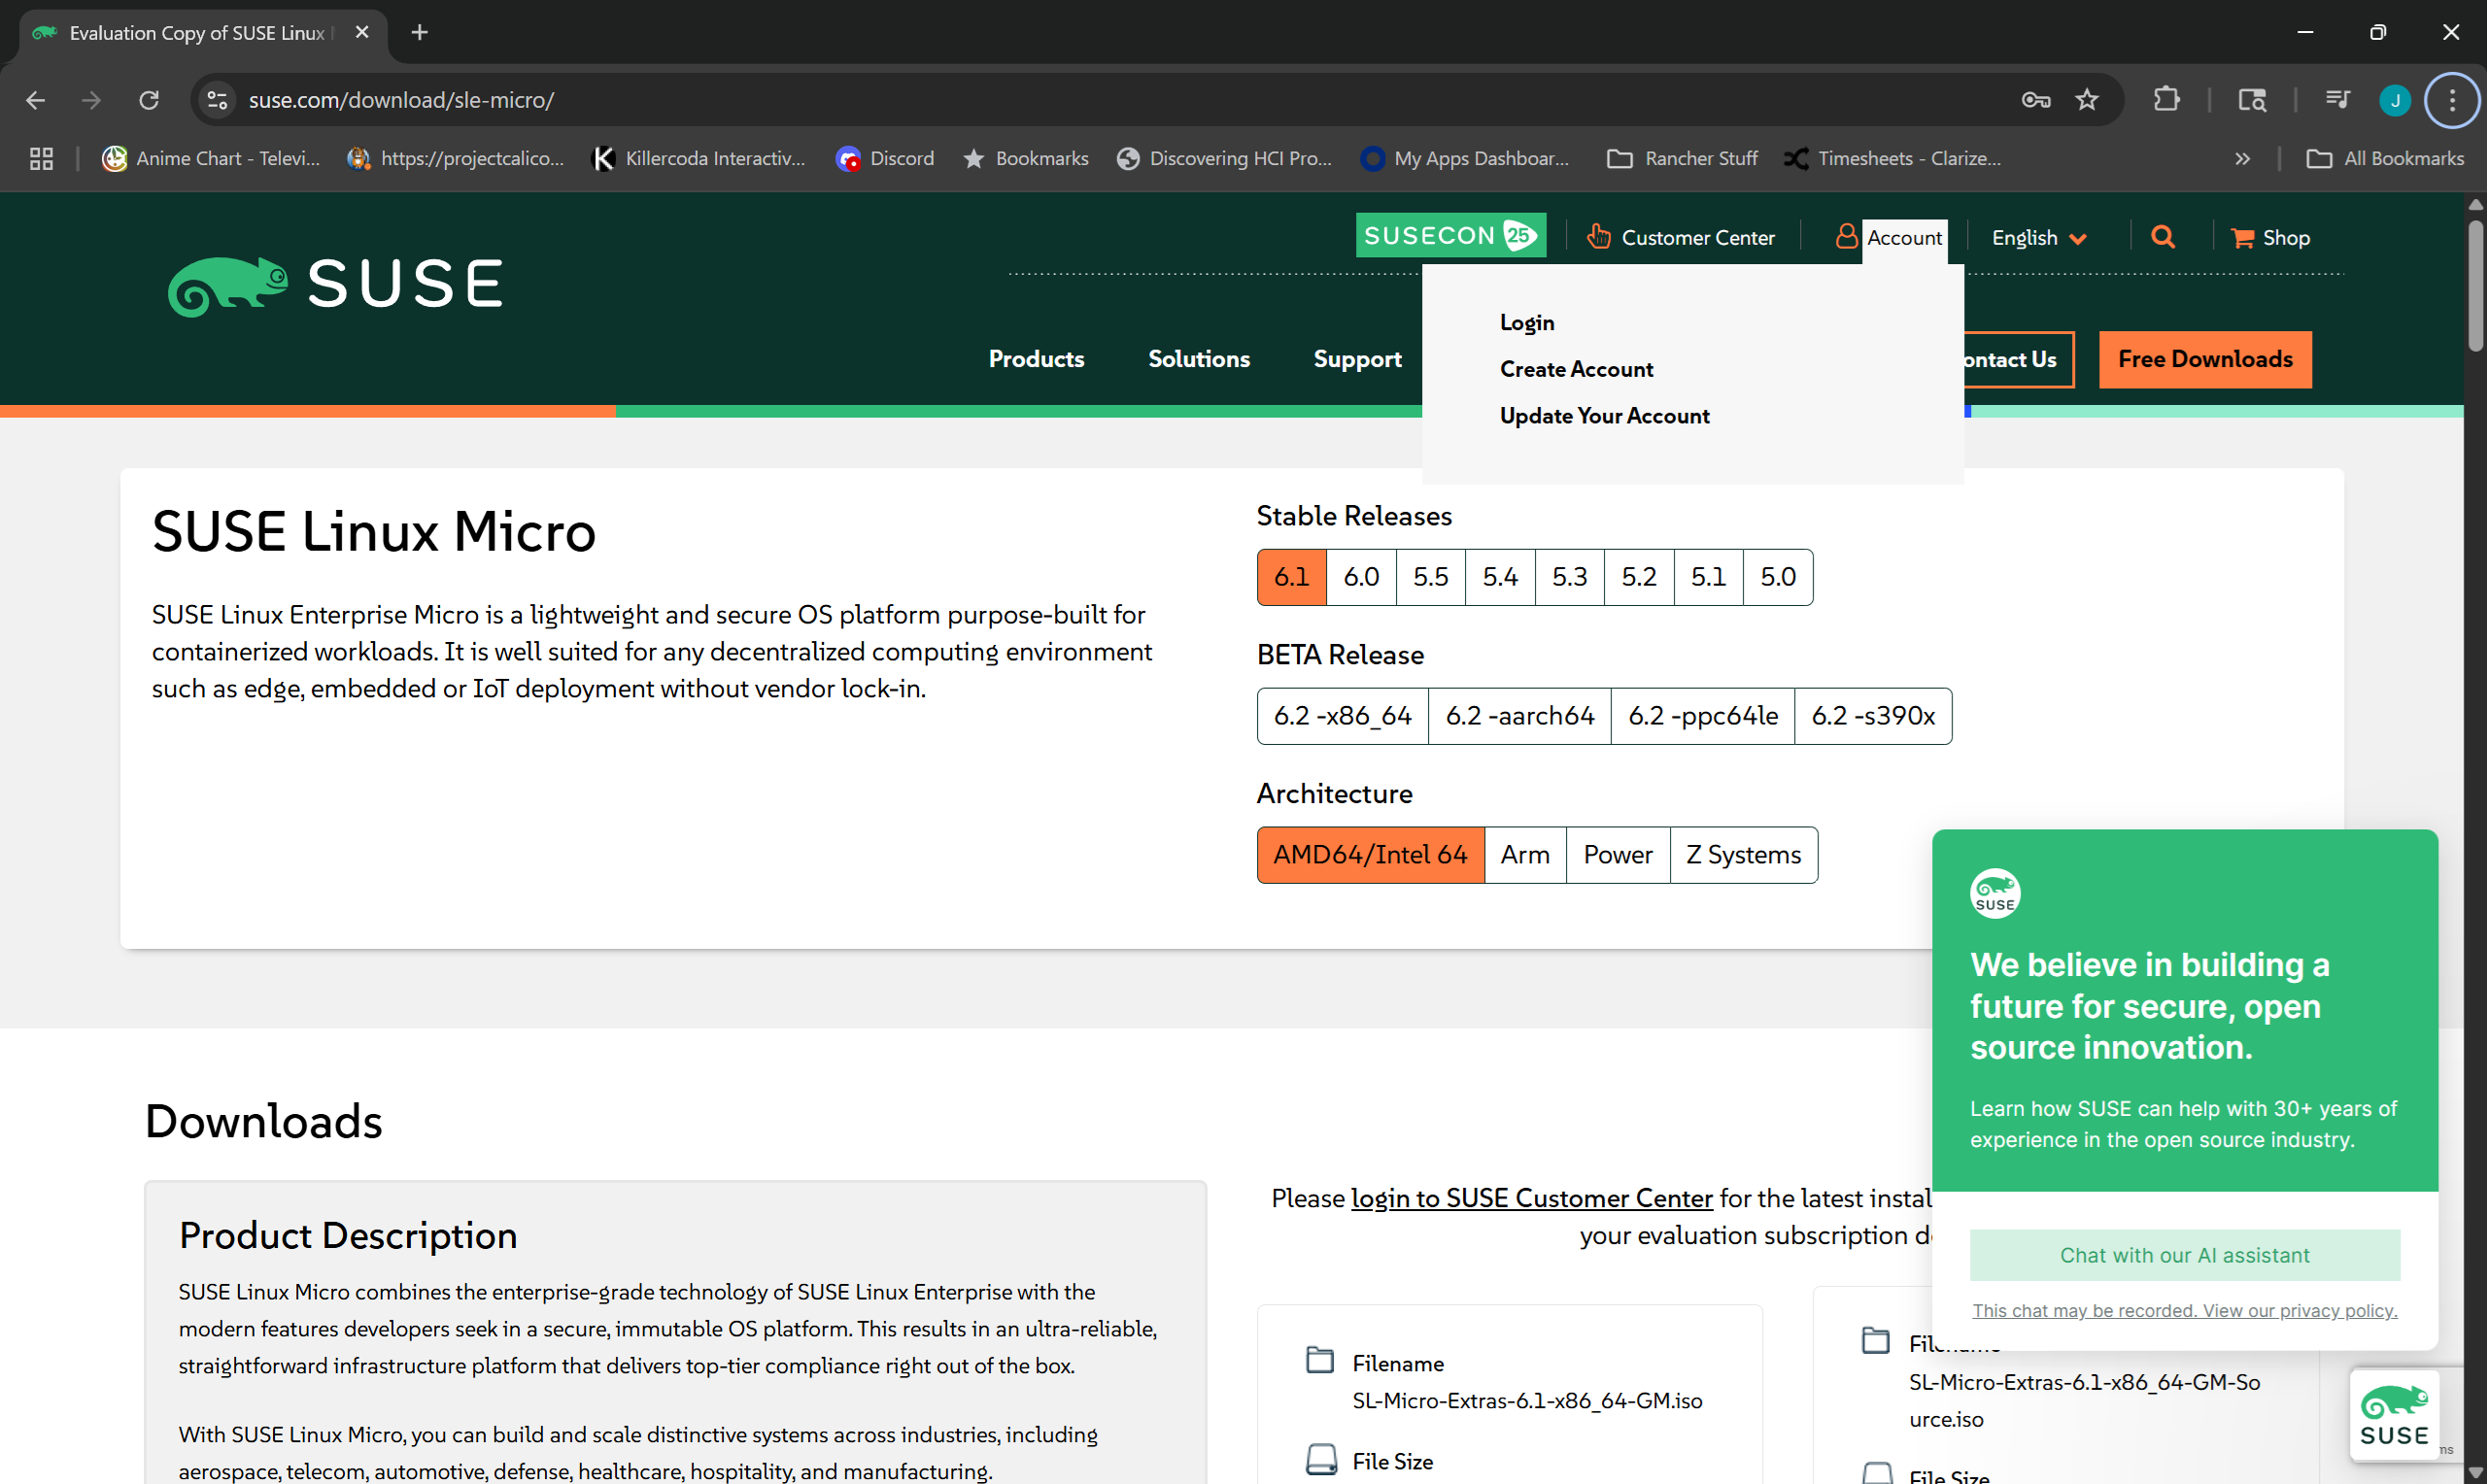 Evaluation Copy of SUSE Linux
suse.com/download/sle-micro/
J
Anime Chart - Televi...
https://projectcalico...
Killercoda Interactiv...
Discord
Bookmarks
Discovering HCI Pro...
My Apps Dashboar...
Rancher Stuff
Timesheets - Clarize...
All Bookmarks
SUSECON 25
Customer Center
Account
English
Shop
SUSE
Login
Create Account
Update Your Account
Products
Solutions
Support
ontact Us
Free Downloads
SUSE Linux Micro
SUSE Linux Enterprise Micro is a lightweight and secure OS platform purpose-built for
containerized workloads. It is well suited for any decentralized computing environment
such as edge, embedded or IoT deployment without vendor lock-in.
Stable Releases
6.1 6.0 5.5 5.4 5.3 5.2 5.1 5.0
BETA Release
6.2 -x86_64 6.2 -aarch64 6.2 -ppc64le 6.2 -s390x
Architecture
AMD64/Intel 64 Arm Power Z Systems
SUSE
We believe in building a
future for secure, open
source innovation.
Learn how SUSE can help with 30+ years of
experience in the open source industry.
Chat with our AI assistant
This chat may be recorded. View our privacy policy.
Downloads
Product Description
SUSE Linux Micro combines the enterprise-grade technology of SUSE Linux Enterprise with the
modern features developers seek in a secure, immutable OS platform. This results in an ultra-reliable,
straightforward infrastructure platform that delivers top-tier compliance right out of the box.
With SUSE Linux Micro, you can build and scale distinctive systems across industries, including
aerospace, telecom, automotive, defense, healthcare, hospitality, and manufacturing.
Please login to SUSE Customer Center for the latest instal
your evaluation subscription d
Filename
SL-Micro-Extras-6.1-x86_64-GM.iso
File Size
SL-Micro-Extras-6.1-x86_64-GM-So
urce.iso
File Size
SUSE
ms